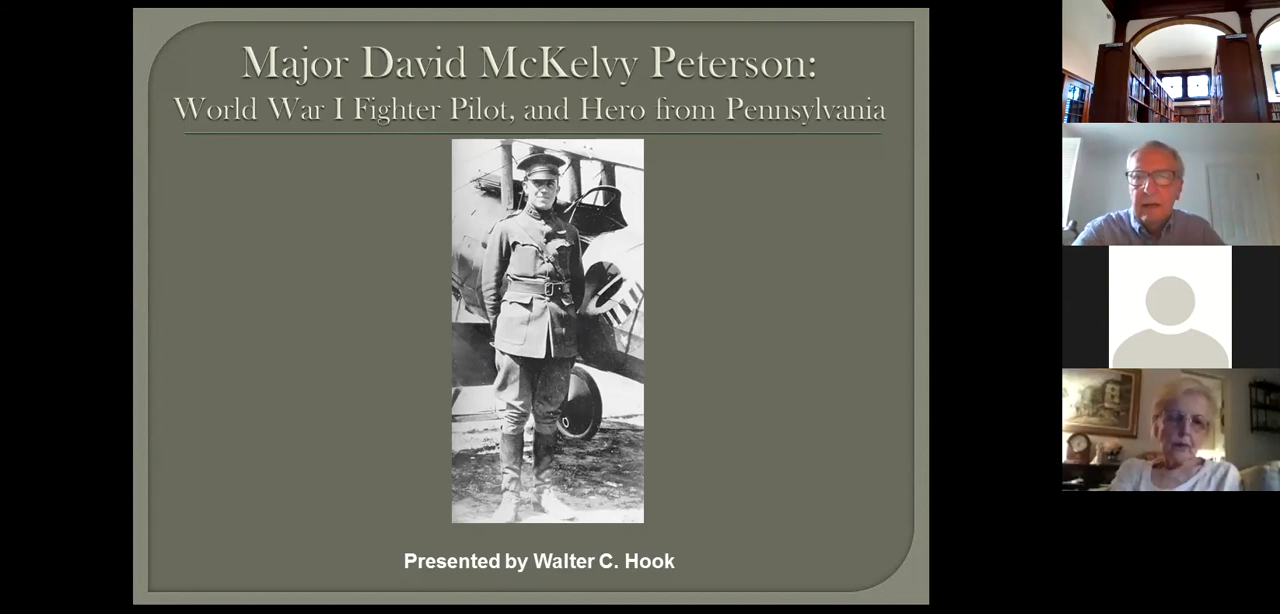 Major David McKelvy Peterson:
World War I Fighter Pilot, and Hero from Pennsylvania
Presented by Walter C. Hook